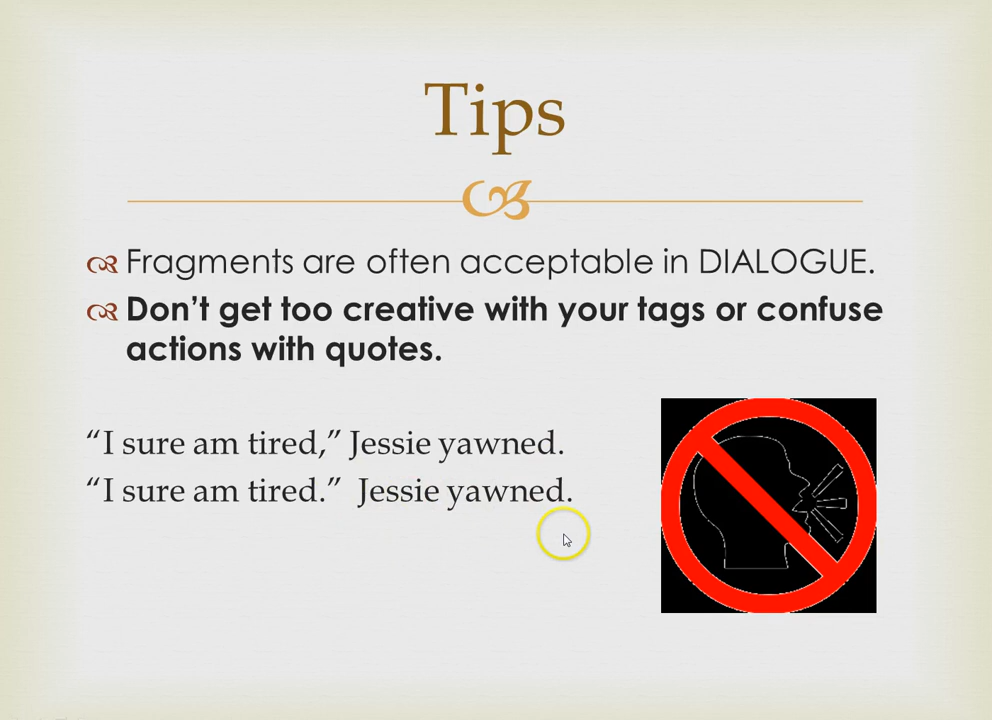 Tips
Fragments are often acceptable in DIALOGUE.
Don’t get too creative with your tags or confuse
actions with quotes.
“I sure am tired,” Jessie yawned.
“I sure am tired.”  Jessie yawned.